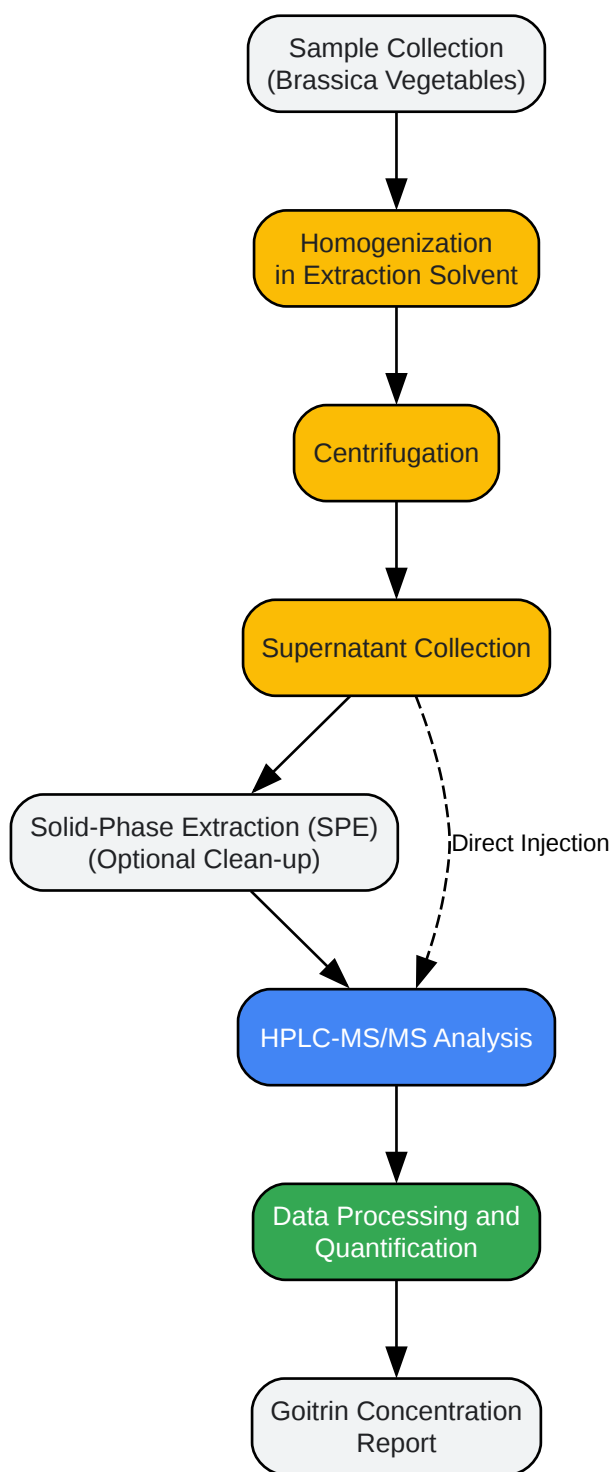 Sample Collection
(Brassica Vegetables)
Homogenization
in Extraction Solvent
Centrifugation
Supernatant Collection
Solid-Phase Extraction (SPE)
(Optional Clean-up)
Direct Injection
HPLC-MS/MS Analysis
Data Processing and
Quantification
Goitrin Concentration
Report